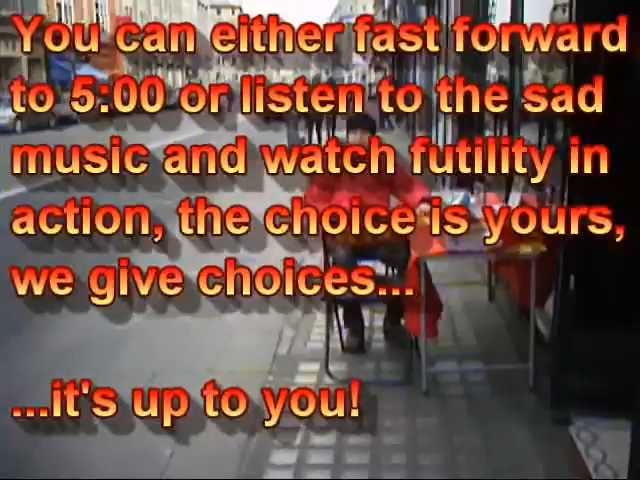 You can either fast forward
to 5:00 or listen to the sad
music and watch futility in
action, the choice is yours,
we give choices...
...it's up to you!